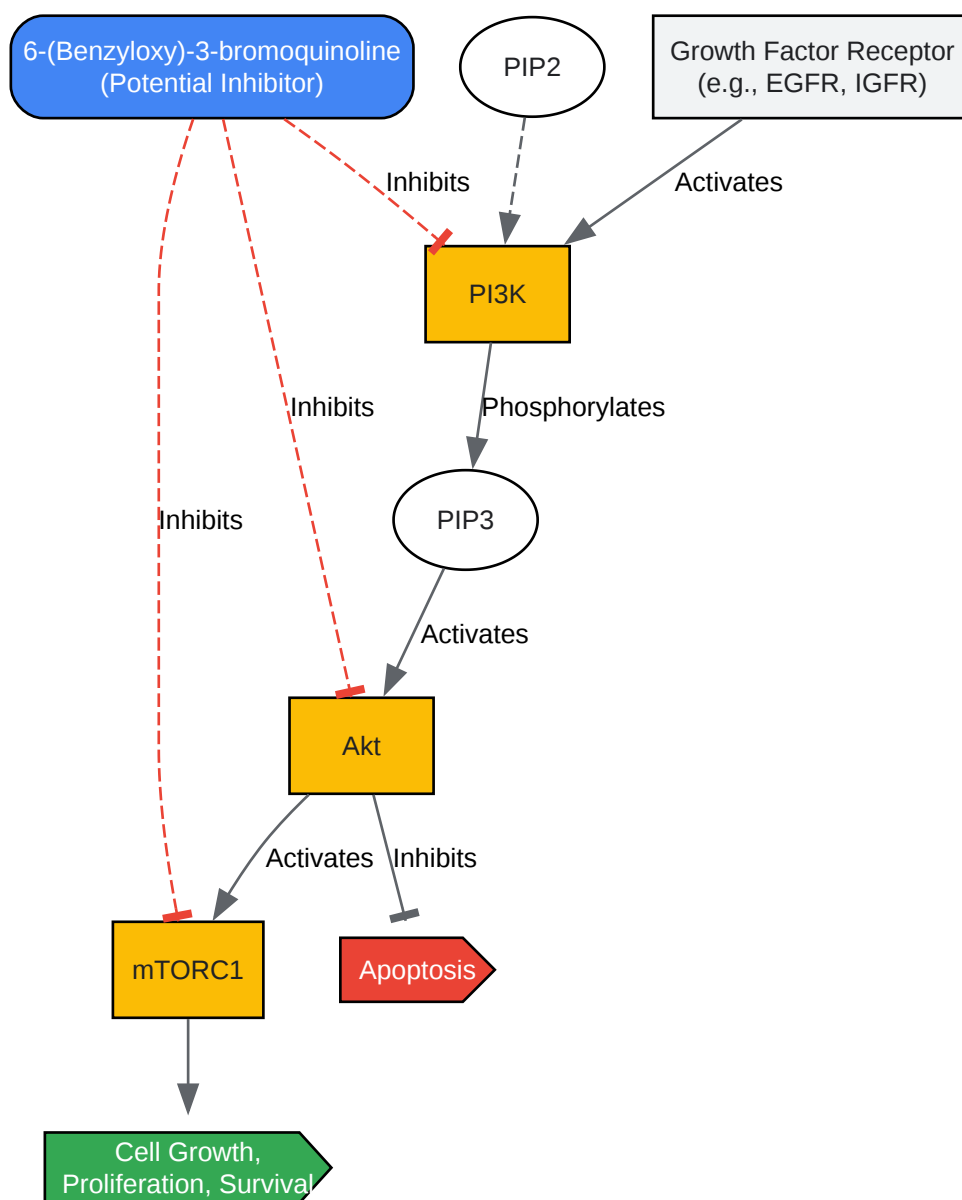 6-(Benzyloxy)-3-bromoquinoline
(Potential Inhibitor)
PIP2
Growth Factor Receptor
(e.g., EGFR, IGFR)
Inhibits
Activates
PI3K
Inhibits
Phosphorylates
Inhibits
PIP3
Activates
Akt
Activates
Inhibits
mTORC1
Apoptosis
Cell Growth,
Proliferation, Survival